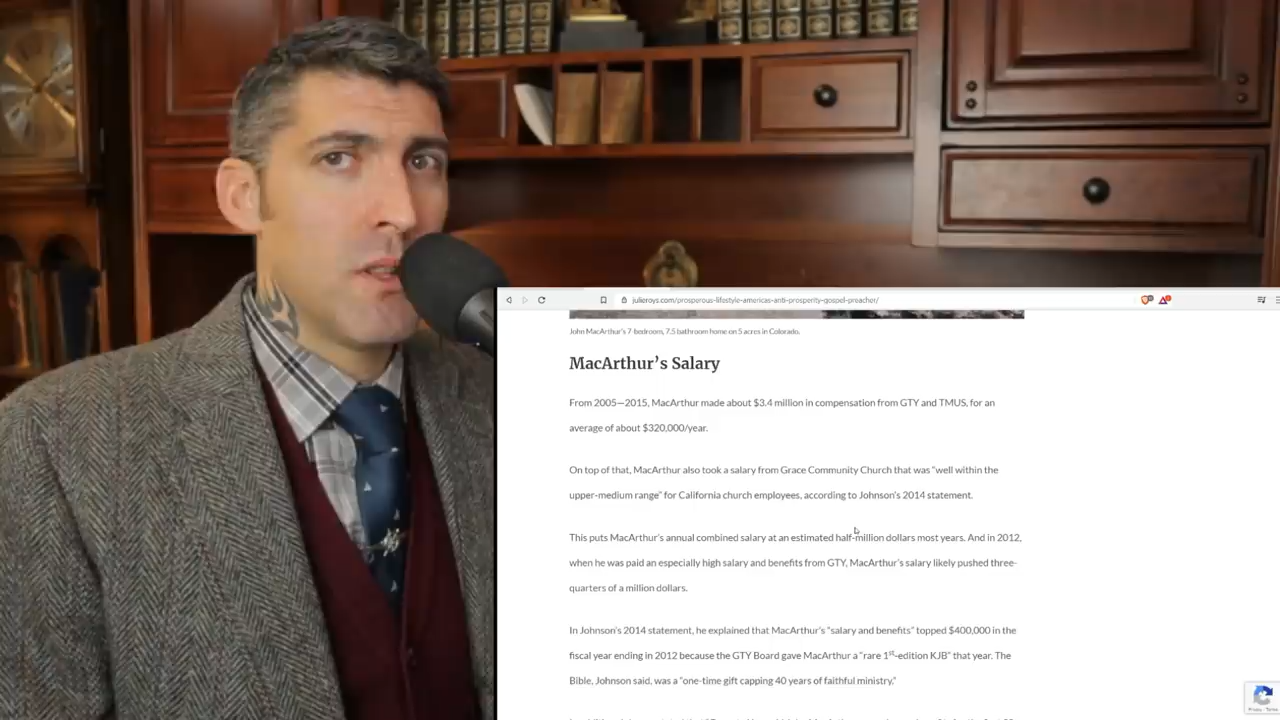 julieroys.com/prosperous-lifestyle-americas-anti-prosperity-gospel-preacher/
John MacArthur's 7-bedroom, 7.5 bathroom home on 5 acres in Colorado.
MacArthur's Salary
From 2005—2015, MacArthur made about $3.4 million in compensation from GTY and TMUS, for an
average of about $320,000/year.
On top of that, MacArthur also took a salary from Grace Community Church that was "well within the
upper-medium range" for California church employees, according to Johnson's 2014 statement.
This puts MacArthur's annual combined salary at an estimated half-million dollars most years. And in 2012,
when he was paid an especially high salary and benefits from GTY, MacArthur's salary likely pushed three-
quarters of a million dollars.
In Johnson's 2014 statement, he explained that MacArthur's "salary and benefits" topped $400,000 in the
fiscal year ending in 2012 because the GTY Board gave MacArthur a "rare 1st-edition KJB" that year. The
Bible, Johnson said, was a "one-time gift capping 40 years of faithful ministry."
Privacy - Terms